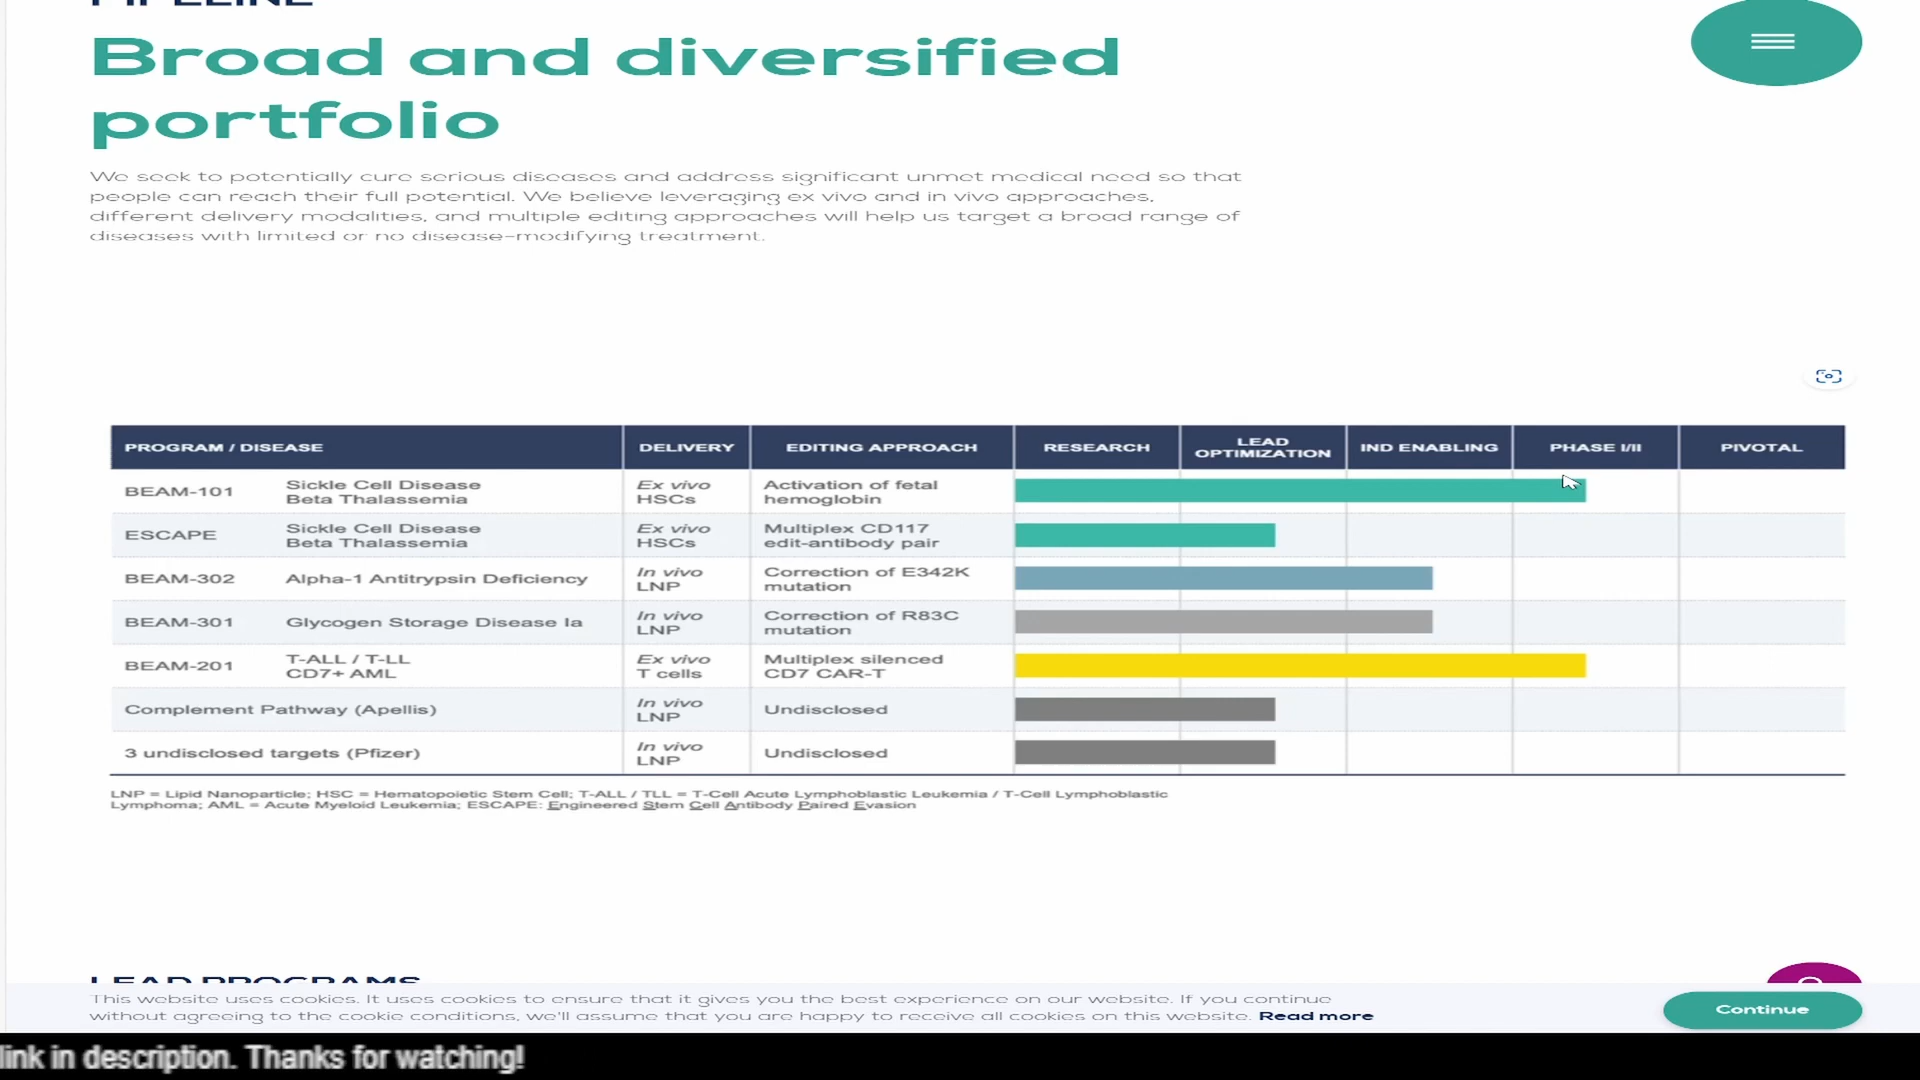 PIPELINE
Broad and diversified
portfolio
We seek to potentially cure serious diseases and address significant unmet medical need so that
people can reach their full potential. We believe leveraging ex vivo and in vivo approaches,
different delivery modalities, and multiple editing approaches will help us target a broad range of
diseases with limited or no disease-modifying treatment.
PROGRAM / DISEASE DELIVERY EDITING APPROACH RESEARCH LEAD OPTIMIZATION IND ENABLING PHASE I/II PIVOTAL
BEAM-101 Sickle Cell Disease Ex vivo Activation of fetal
Beta Thalassemia HSCs hemoglobin
ESCAPE Sickle Cell Disease Ex vivo Multiplex CD117
Beta Thalassemia HSCs edit-antibody pair
BEAM-302 Alpha-1 Antitrypsin Deficiency In vivo Correction of E342K
LNP mutation
BEAM-301 Glycogen Storage Disease Ia In vivo Correction of R83C
LNP mutation
BEAM-201 T-ALL / T-LL Ex vivo Multiplex silenced
CD7+ AML T cells CD7 CAR-T
Complement Pathway (Apellis) In vivo Undisclosed
LNP
3 undisclosed targets (Pfizer) In vivo Undisclosed
LNP
LNP = Lipid Nanoparticle; HSC = Hematopoietic Stem Cell; T-ALL / TLL = T-Cell Acute Lymphoblastic Leukemia / T-Cell Lymphoblastic
Lymphoma; AML = Acute Myeloid Leukemia; ESCAPE: Engineered Stem Cell Antibody Paired Evasion
LEAD PROGRAMS
This website uses cookies. It uses cookies to ensure that it gives you the best experience on our website. If you continue
without agreeing to the cookie conditions, we'll assume that you are happy to receive all cookies on this website. Read more
Continue
link in description. Thanks for watching!